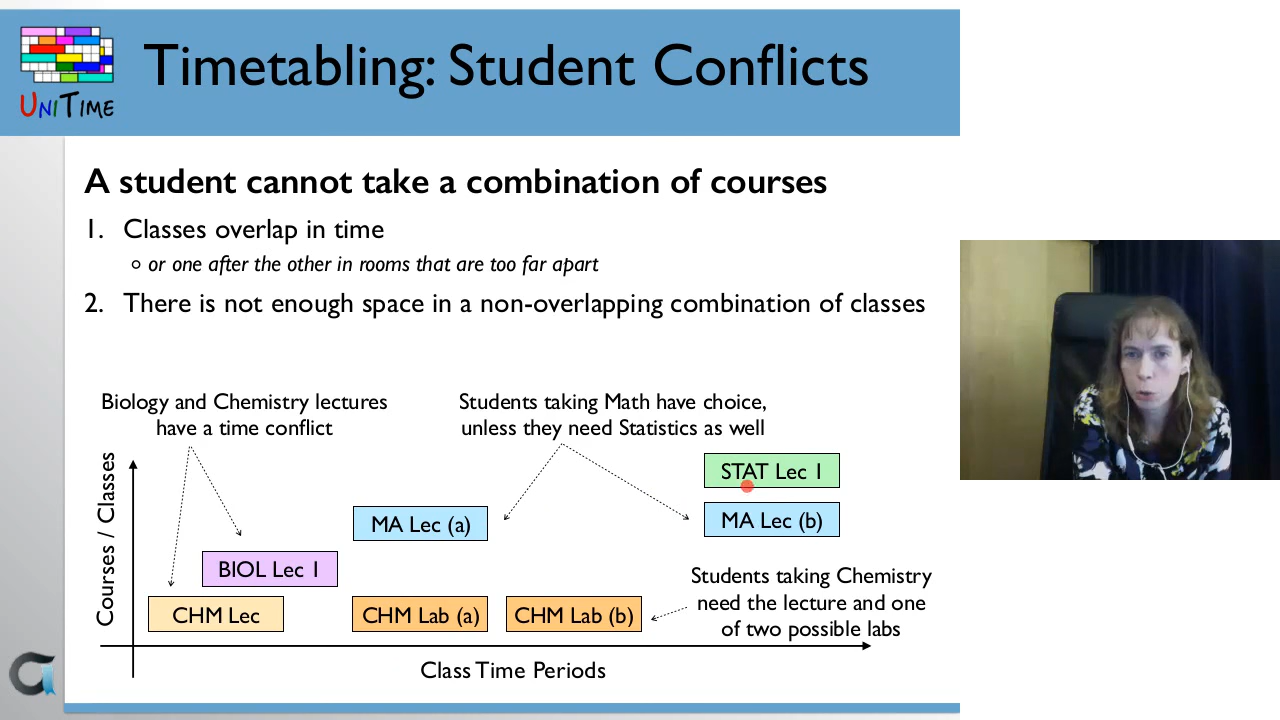 UNITIME
Timetabling: Student Conflicts
A student cannot take a combination of courses
1. Classes overlap in time
or one after the other in rooms that are too far apart
2. There is not enough space in a non-overlapping combination of classes
Biology and Chemistry lectures
have a time conflict
Students taking Math have choice,
unless they need Statistics as well
Courses / Classes
STAT Lec 1
MA Lec (a)
MA Lec (b)
BIOL Lec 1
CHM Lec
CHM Lab (a)
CHM Lab (b)
Students taking Chemistry
need the lecture and one
of two possible labs
Class Time Periods